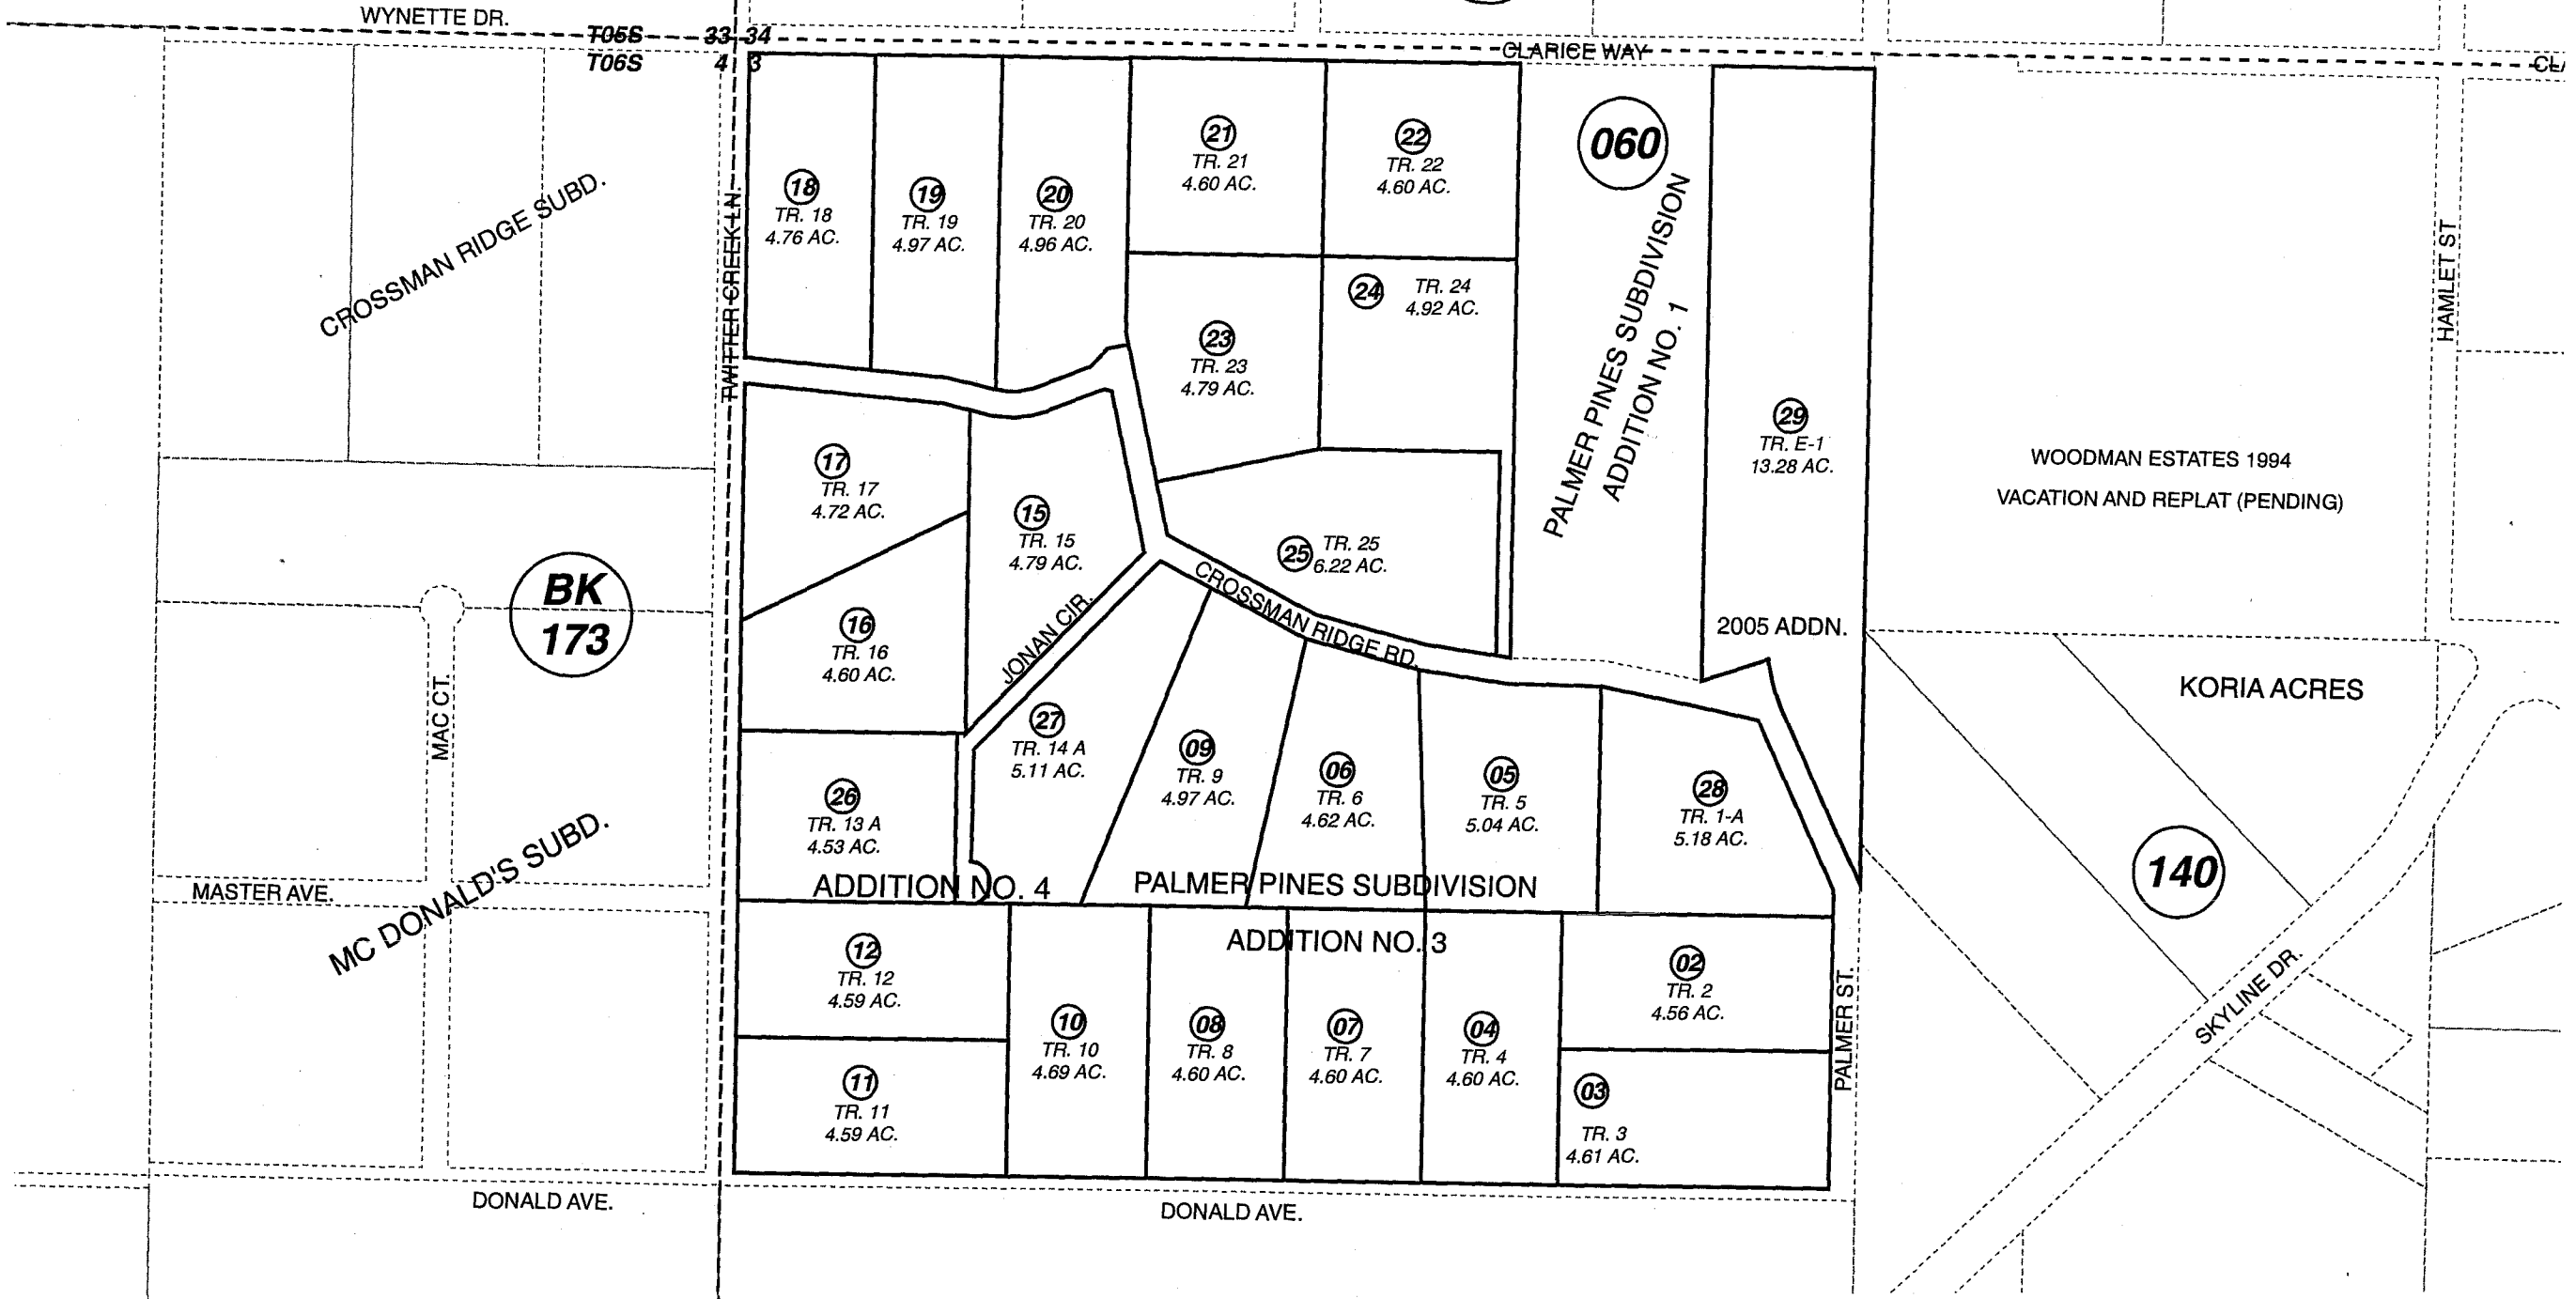 WYNETTE DR.
T05S 33 34
T06S 4 3
CLARICE WAY
CROSSMAN RIDGE SUBD.
TWITTER CREEK LN.
18
TR. 18
4.76 AC.
19
TR. 19
4.97 AC.
20
TR. 20
4.96 AC.
21
TR. 21
4.60 AC.
22
TR. 22
4.60 AC.
060
PALMER PINES SUBDIVISION
ADDITION NO. 1
HAMLET ST
23
TR. 23
4.79 AC.
24
TR. 24
4.92 AC.
29
TR. E-1
13.28 AC.
2005 ADDN.
WOODMAN ESTATES 1994
VACATION AND REPLAT (PENDING)
17
TR. 17
4.72 AC.
15
TR. 15
4.79 AC.
25
TR. 25
6.22 AC.
CROSSMAN RIDGE RD.
JONAN CIR.
BK
173
16
TR. 16
4.60 AC.
MAC CT.
KORIA ACRES
27
TR. 14 A
5.11 AC.
09
TR. 9
4.97 AC.
06
TR. 6
4.62 AC.
05
TR. 5
5.04 AC.
28
TR. 1-A
5.18 AC.
26
TR. 13 A
4.53 AC.
140
MASTER AVE.
MC DONALD'S SUBD.
ADDITION NO. 4
PALMER PINES SUBDIVISION
ADDITION NO. 3
12
TR. 12
4.59 AC.
10
TR. 10
4.69 AC.
08
TR. 8
4.60 AC.
07
TR. 7
4.60 AC.
04
TR. 4
4.60 AC.
02
TR. 2
4.56 AC.
PALMER ST.
SKYLINE DR.
11
TR. 11
4.59 AC.
03
TR. 3
4.61 AC.
DONALD AVE.
DONALD AVE.